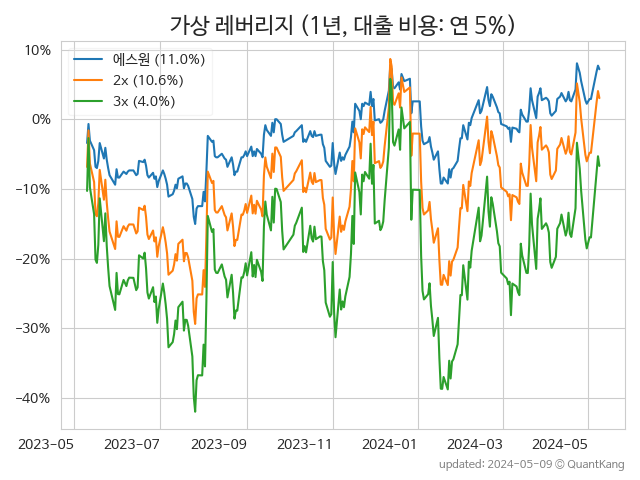 가상 레버리지 (1년, 대출 비용: 연 5%)
에스원 (11.0%)
2x (10.6%)
3x (4.0%)
10%
0%
−10%
−20%
−30%
−40%
2023-05
2023-07
2023-09
2023-11
2024-01
2024-03
2024-05
updated: 2024-05-09 © QuantKang